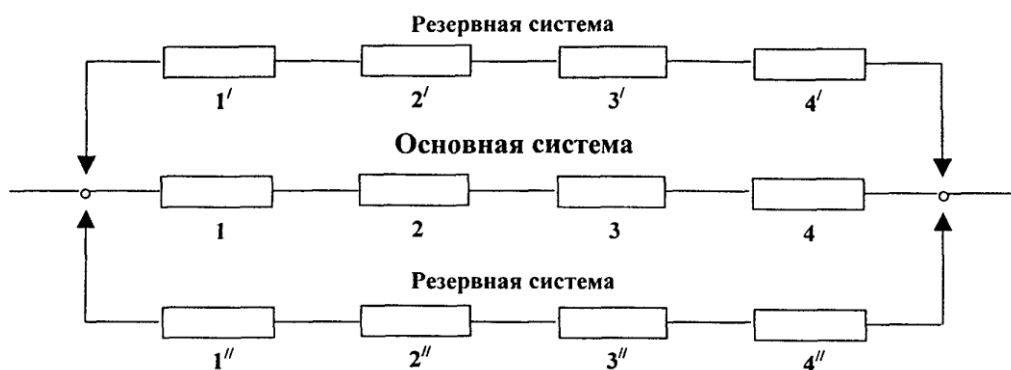 Резервная система
1/ 2/ 3/ 4/
Основная система
1 2 3 4
Резервная система
1// 2// 3// 4//